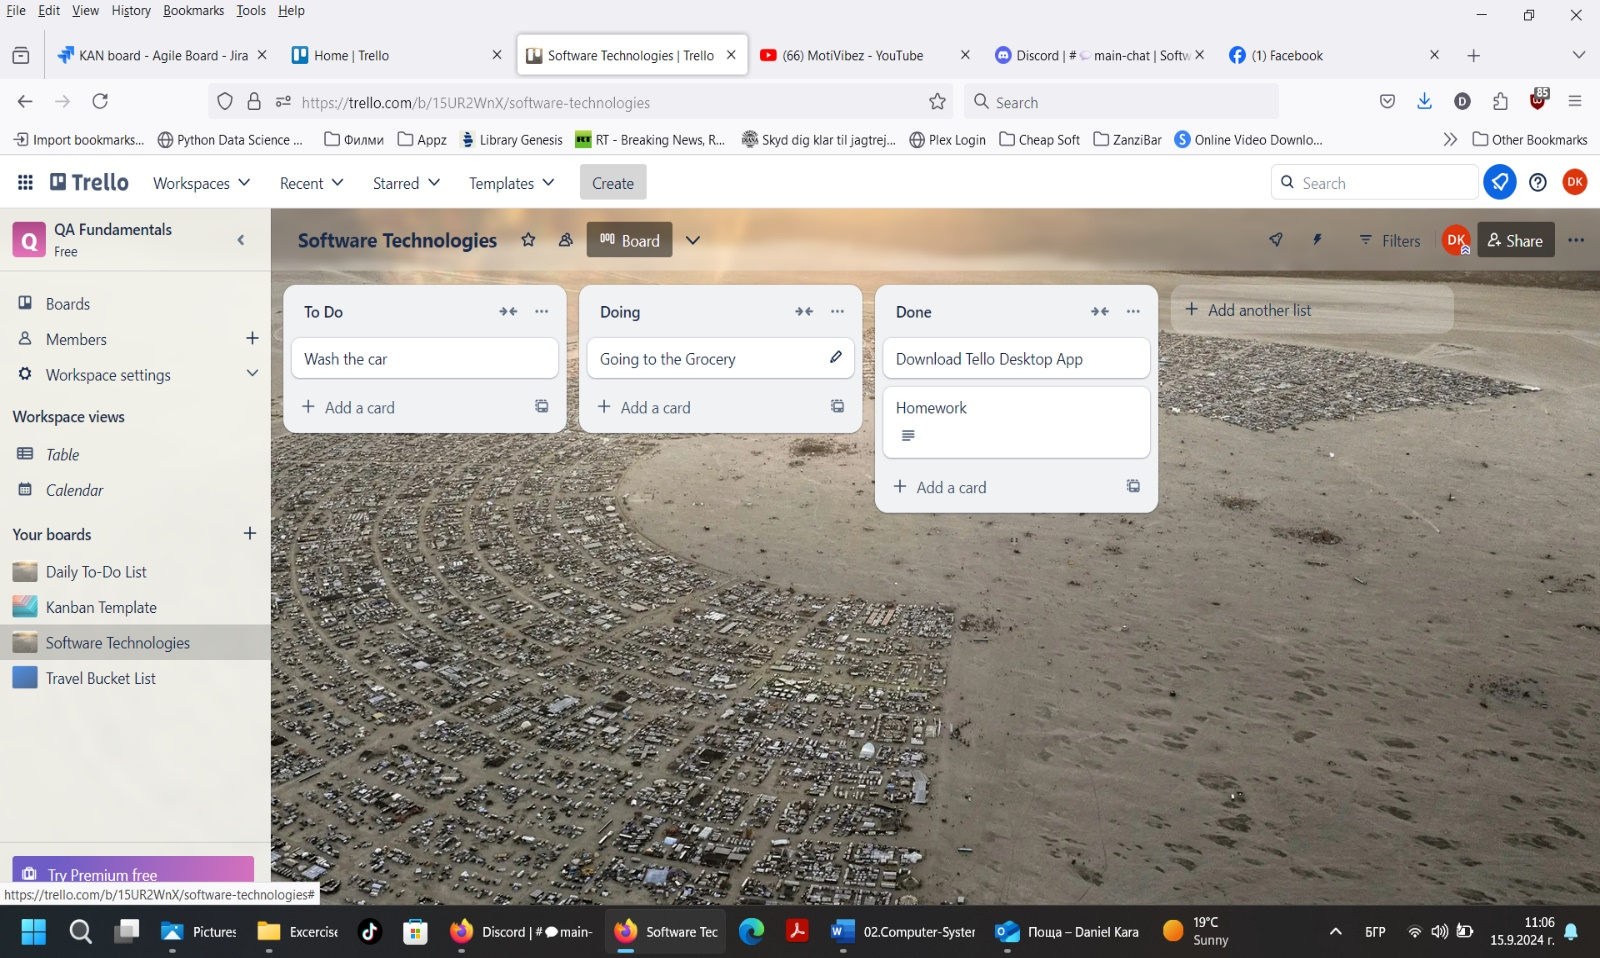 File Edit View History Bookmarks Tools Help
KAN board - Agile Board - Jira
Home | Trello
Software Technologies | Trello
(66) MotiVibez - YouTube
Discord | # main-chat | Softw
(1) Facebook
https://trello.com/b/15UR2WnX/software-technologies
Search
D
85
Import bookmarks... Python Data Science ... Филми Appz Library Genesis RT - Breaking News, R... Skyd dig klar til jagtrej... Plex Login Cheap Soft ZanziBar Online Video Downlo... Other Bookmarks
Trello Workspaces Recent Starred Templates Create Search DK
Q QA Fundamentals
Free
Software Technologies Board Filters DK Share
Boards
Members
Workspace settings
Workspace views
Table
Calendar
Your boards
Daily To-Do List
Kanban Template
Software Technologies
Travel Bucket List
Try Premium free
To Do
Wash the car
Add a card
Doing
Going to the Grocery
Add a card
Done
Download Tello Desktop App
Homework
Add a card
Add another list
https://trello.com/b/15UR2WnX/software-technologies#
Pictures Excercise Discord | # main- Software Tec 02.Computer-System Поща – Daniel Kara
19°C
Sunny
БГР
11:06
15.9.2024 г.